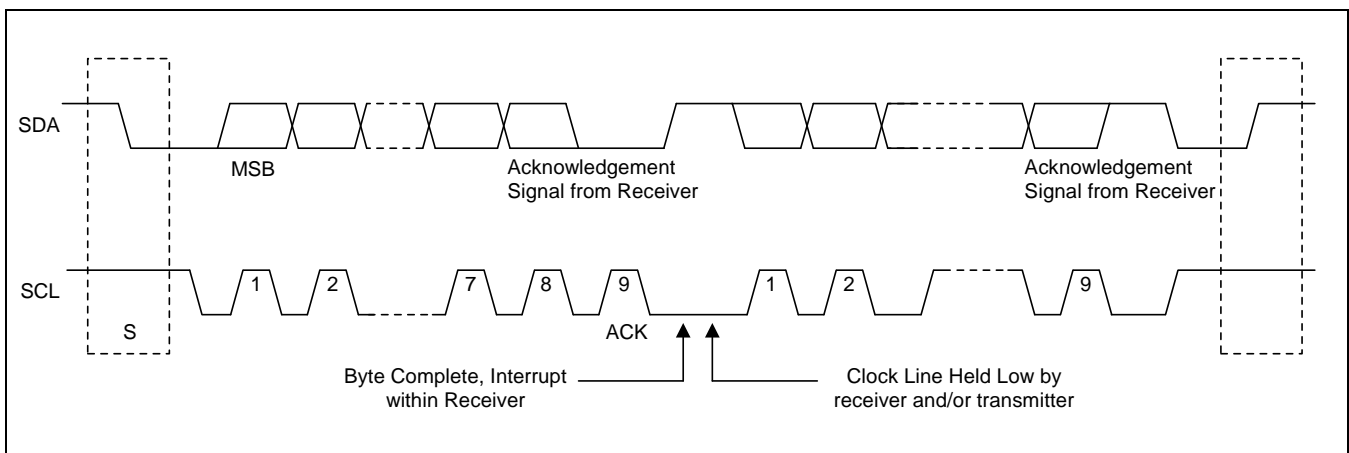 SDA
MSB
Acknowledgement
Signal from Receiver
Acknowledgement
Signal from Receiver
SCL
1
2
7
8
9
1
2
9
S
ACK
Byte Complete, Interrupt
within Receiver
Clock Line Held Low by
receiver and/or transmitter